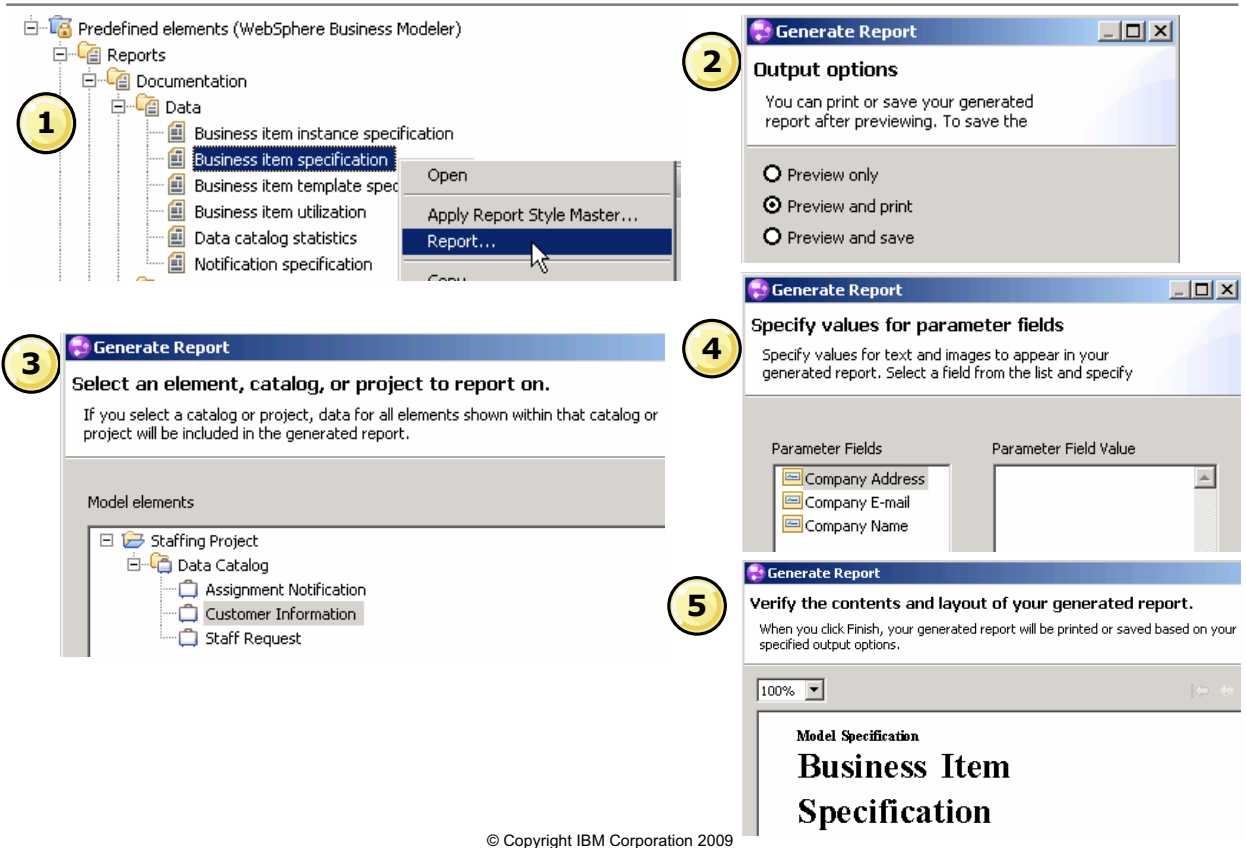 Predefined elements (WebSphere Business Modeler)
Reports
Documentation
Data
1
Business item instance specification
Business item specification
Business item template spec
Business item utilization
Data catalog statistics
Notification specification
Open
Apply Report Style Master...
Report...
Copy
2
Generate Report
Output options
You can print or save your generated
report after previewing. To save the
Preview only
Preview and print
Preview and save
3
Generate Report
Select an element, catalog, or project to report on.
If you select a catalog or project, data for all elements shown within that catalog or
project will be included in the generated report.
Model elements
Staffing Project
Data Catalog
Assignment Notification
Customer Information
Staff Request
4
Generate Report
Specify values for parameter fields
Specify values for text and images to appear in your
generated report. Select a field from the list and specify
Parameter Fields
Parameter Field Value
Company Address
Company E-mail
Company Name
5
Generate Report
Verify the contents and layout of your generated report.
When you click Finish, your generated report will be printed or saved based on your
specified output options.
100%
Model Specification
Business Item
Specification
© Copyright IBM Corporation 2009